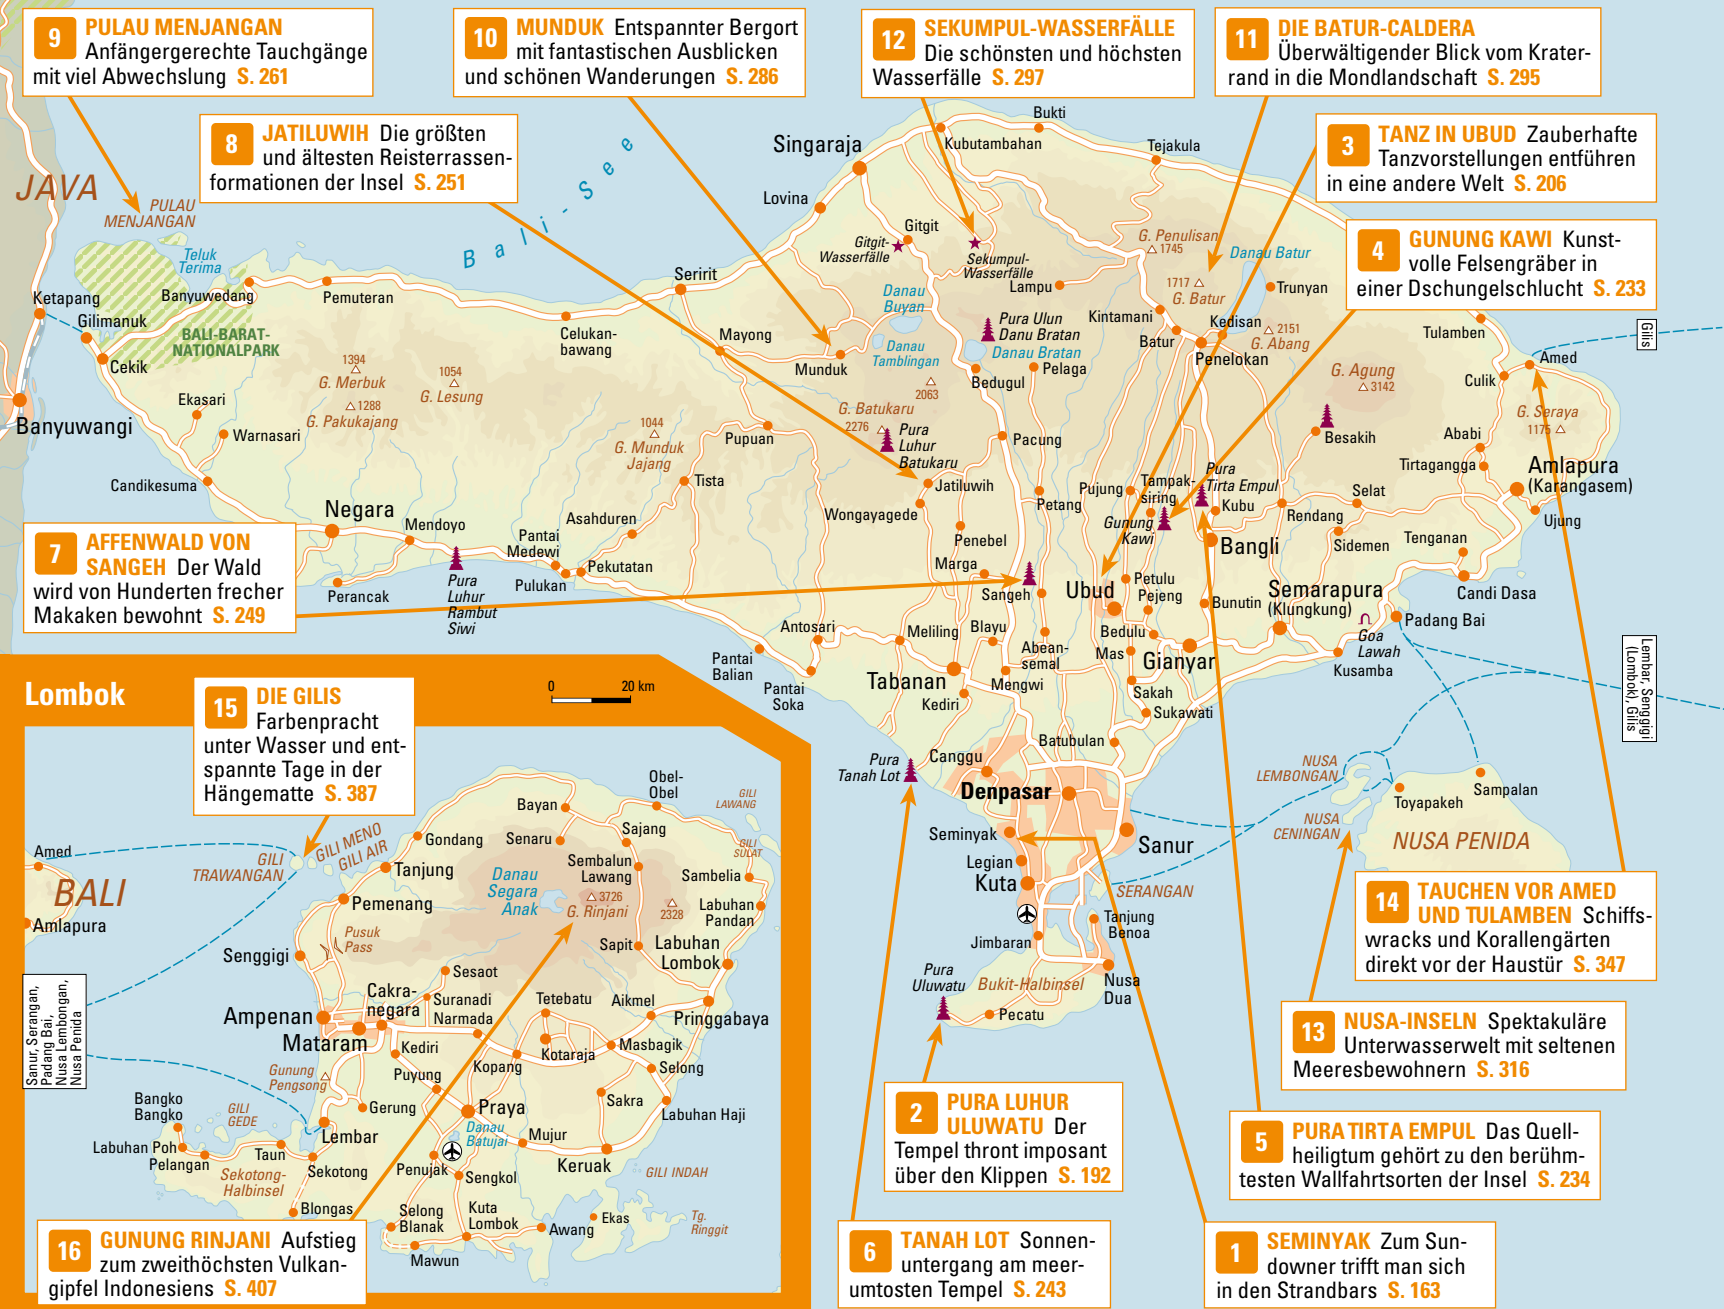 9 PULAU MENJANGAN
Anfängergerechte Tauchgänge
mit viel Abwechslung S. 261
10 MUNDUK Entspannter Bergort
mit fantastischen Ausblicken
und schönen Wanderungen S. 286
12 SEKUMPUL-WASSERFÄLLE
Die schönsten und höchsten
Wasserfälle S. 297
11 DIE BATUR-CALDERA
Überwältigender Blick vom Krater-
rand in die Mondlandschaft S. 295
8 JATILUWIH Die größten
und ältesten Reisterrassen-
formationen der Insel S. 251
3 TANZ IN UBUD Zauberhafte
Tanzvorstellungen entführen
in eine andere Welt S. 206
4 GUNUNG KAWI Kunst-
volle Felsengräber in
einer Dschungelschlucht S. 233
7 AFFENWALD VON
SANGEH Der Wald
wird von Hunderten frecher
Makaken bewohnt S. 249
JAVA
PULAU
MENJANGAN
Bali-See
Teluk
Terima
Ketapang
Gilimanuk
Banyuwedang
Pemuteran
BALI-BARAT-
NATIONALPARK
Cekik
Banyuwangi
Ekasari
Warnasari
Candikesuma
1394
G. Merbuk
1288
G. Pakukajang
1054
G. Lesung
Celukan-
bawang
Seririt
Mayong
Lovina
Singaraja
Kubutambahan
Bukti
Tejakula
Gitgit
Gitgit-
Wasserfälle
Sekumpul-
Wasserfälle
Lampu
G. Penulisan
1745
Danau Batur
1717
G. Batur
Trunyan
Kintamani
Kedisan
Batur
Penelokan
2151
G. Abang
Tulamben
Amed
Gilis
Culik
G. Agung
3142
G. Seraya
1175
Danau
Buyan
Danau
Tamblingan
Pura Ulun
Danu Bratan
Danau Bratan
Pelaga
Bedugul
Munduk
2063
G. Batukaru
2276
Pura
Luhur
Batukaru
Pacung
Besakih
Ababi
Tirtagangga
Amlapura
(Karangasem)
Ujung
1044
G. Munduk
Jajang
Pupuan
Tista
Jatiluwih
Wongayagede
Petang
Pujung
Tampak-
siring
Pura
Tirta Empul
Kubu
Gunung
Kawi
Bangli
Rendang
Selat
Sidemen
Tenganan
Candi Dasa
Negara
Mendoyo
Perancak
Pura
Luhur
Rambut
Siwi
Pantai
Medewi
Asahduren
Pulukan
Pekutatan
Penebel
Marga
Sangeh
Ubud
Petulu
Pejeng
Bunutin
Semarapura
(Klungkung)
Goa
Lawah
Padang Bai
Kusamba
Antosari
Meliling
Blayu
Abean-
semal
Bedulu
Mas
Gianyar
Pantai
Balian
Pantai
Soka
Tabanan
Mengwi
Kediri
Sakah
Sukawati
Batubulan
Lembar, Senggigi
(Lombok), Gilis
Pura
Tanah Lot
Canggu
Denpasar
Seminyak
Sanur
Legian
Kuta
SERANGAN
Tanjung
Benoa
Jimbaran
Pura
Uluwatu
Bukit-Halbinsel
Nusa
Dua
Pecatu
NUSA
LEMBONGAN
NUSA
CENINGAN
Toyapakeh
Sampalan
NUSA PENIDA
14 TAUCHEN VOR AMED
UND TULAMBEN Schiffs-
wracks und Korallengärten
direkt vor der Haustür S. 347
13 NUSA-INSELN Spektakuläre
Unterwasserwelt mit seltenen
Meeresbewohnern S. 316
2 PURA LUHUR
ULUWATU Der
Tempel thront imposant
über den Klippen S. 192
5 PURA TIRTA EMPUL Das Quell-
heiligtum gehört zu den berühm-
testen Wallfahrtsorten der Insel S. 234
6 TANAH LOT Sonnen-
untergang am meer-
umtosten Tempel S. 243
1 SEMINYAK Zum Sun-
downer trifft man sich
in den Strandbars S. 163
Lombok
0 20 km
15 DIE GILIS
Farbenpracht
unter Wasser und ent-
spannte Tage in der
Hängematte S. 387
Amed
BALI
Amlapura
GILI
TRAWANGAN
GILI MENO
GILI AIR
Gondang
Tanjung
Pemenang
Bayan
Senaru
Obel-
Obel
Sajang
Sembalun
Lawang
GILI
LAWANG
GILI
SULAT
Sambelia
Labuhan
Pandan
Danau
Segara
Anak
3726
G. Rinjani
2328
Sapit
Labuhan
Lombok
Pusuk
Pass
Senggigi
Sesaot
Cakra-
negara
Suranadi
Narmada
Tetebatu
Aikmel
Pringgabaya
Ampenan
Mataram
Kediri
Kopang
Kotaraja
Masbagik
Selong
Sanur, Serangan,
Padang Bai,
Nusa Lembongan,
Nusa Penida
Gunung
Pengsong
Puyung
Gerung
Praya
Sakra
Labuhan Haji
Bangko
Bangko
GILI
GEDE
Labuhan Poh
Pelangan
Taun
Lembar
Sekotong
Sekotong-
Halbinsel
Blongas
Danau
Batujai
Penujak
Sengkol
Mujur
Keruak
GILI INDAH
Selong
Blanak
Kuta
Lombok
Awang
Ekas
Tg.
Ringgit
Mawun
16 GUNUNG RINJANI Aufstieg
zum zweithöchsten Vulkan-
gipfel Indonesiens S. 407